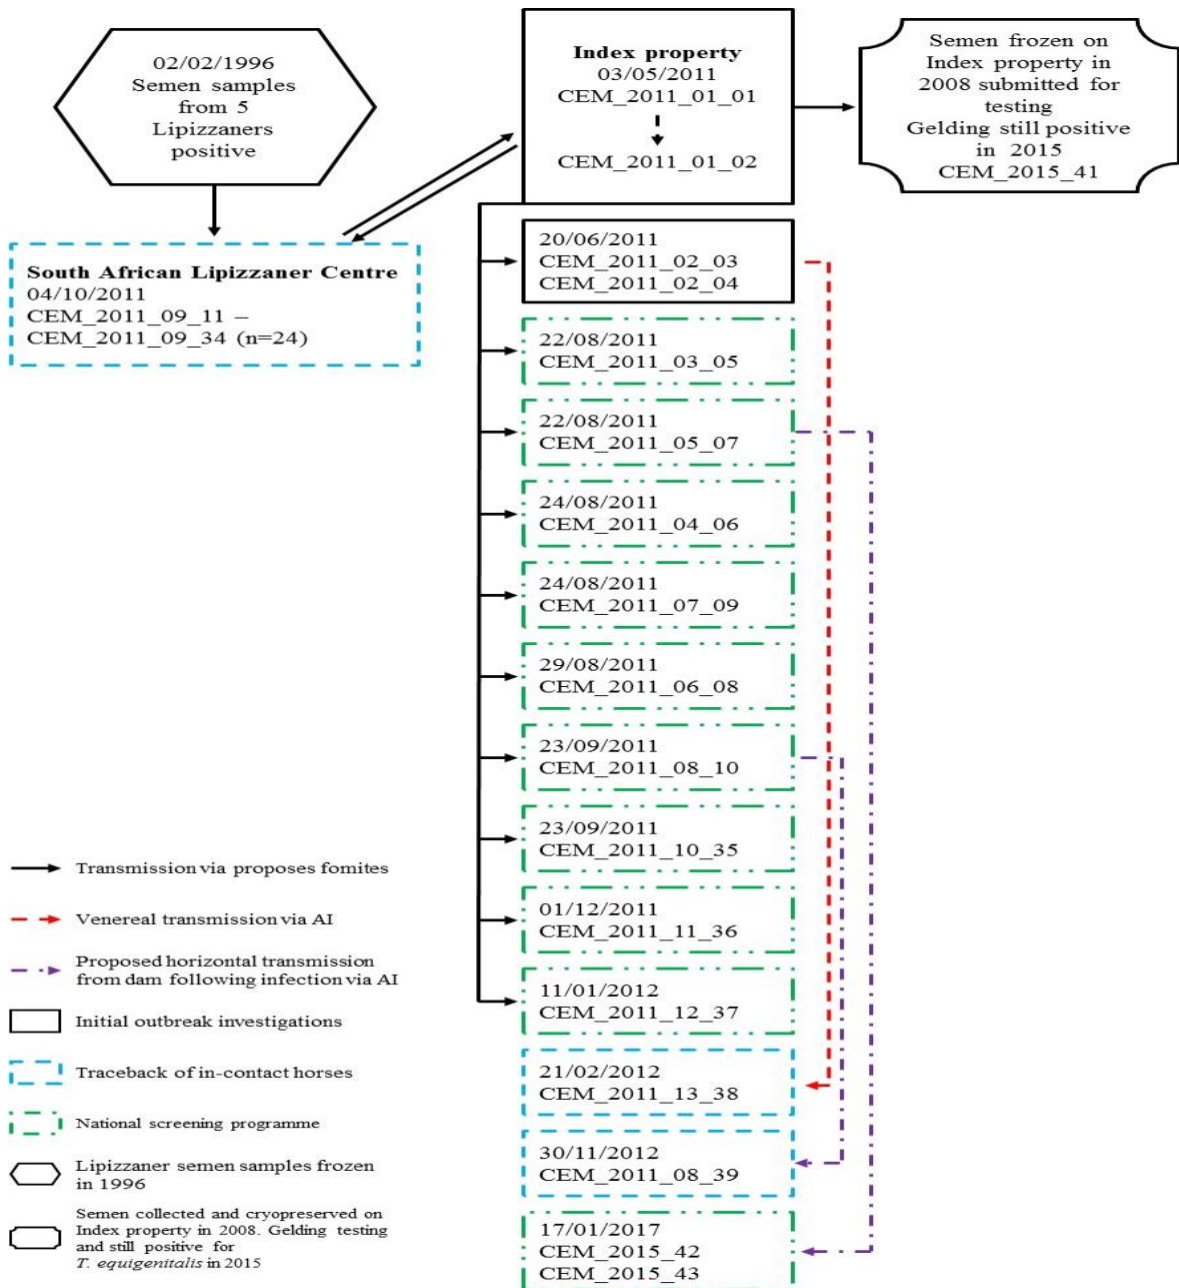 02/02/1996
Semen samples
from 5
Lipizzaners
positive
Index property
03/05/2011
CEM_2011_01_01
CEM_2011_01_02
Semen frozen on
Index property in
2008 submitted for
testing
Gelding still positive
in 2015
CEM_2015_41
South African Lipizzaner Centre
04/10/2011
CEM_2011_09_11 –
CEM_2011_09_34 (n=24)
20/06/2011
CEM_2011_02_03
CEM_2011_02_04
22/08/2011
CEM_2011_03_05
22/08/2011
CEM_2011_05_07
24/08/2011
CEM_2011_04_06
24/08/2011
CEM_2011_07_09
29/08/2011
CEM_2011_06_08
23/09/2011
CEM_2011_08_10
23/09/2011
CEM_2011_10_35
01/12/2011
CEM_2011_11_36
11/01/2012
CEM_2011_12_37
21/02/2012
CEM_2011_13_38
30/11/2012
CEM_2011_08_39
17/01/2017
CEM_2015_42
CEM_2015_43
Transmission via proposes fomites
Venereal transmission via AI
Proposed horizontal transmission
from dam following infection via AI
Initial outbreak investigations
Traceback of in-contact horses
National screening programme
Lipizzaner semen samples frozen
in 1996
Semen collected and cryopreserved on
Index property in 2008. Gelding testing
and still positive for
T. equigenitalis in 2015